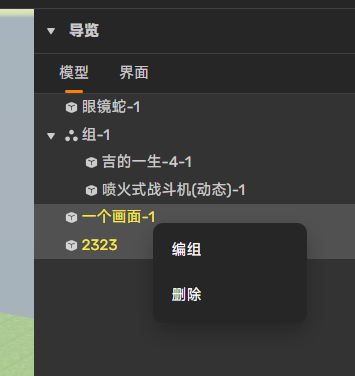 导览
模型 界面
眼镜蛇-1
组-1
吉的一生-4-1
喷火式战斗机(动态)-1
一个画面-1
2323
编组
删除